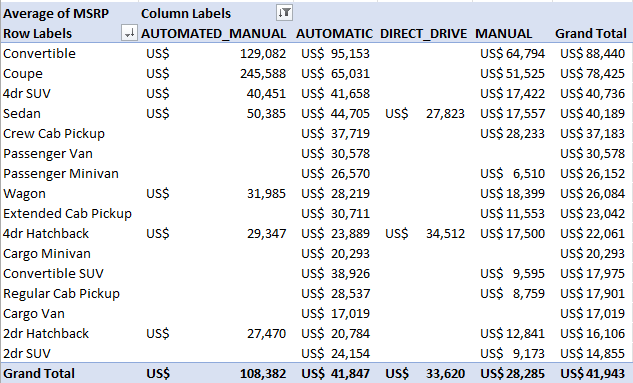 Average of MSRP Column Labels
Row Labels AUTOMATED_MANUAL AUTOMATIC DIRECT_DRIVE MANUAL Grand Total
Convertible US$ 129,082 US$ 95,153 US$ 64,794 US$ 88,440
Coupe US$ 245,588 US$ 65,031 US$ 51,525 US$ 78,425
4dr SUV US$ 40,451 US$ 41,658 US$ 17,422 US$ 40,736
Sedan US$ 50,385 US$ 44,705 US$ 27,823 US$ 17,557 US$ 40,189
Crew Cab Pickup US$ 37,719 US$ 28,233 US$ 37,183
Passenger Van US$ 30,578 US$ 30,578
Passenger Minivan US$ 26,570 US$ 6,510 US$ 26,152
Wagon US$ 31,985 US$ 28,219 US$ 18,399 US$ 26,084
Extended Cab Pickup US$ 30,711 US$ 11,553 US$ 23,042
4dr Hatchback US$ 29,347 US$ 23,889 US$ 34,512 US$ 17,500 US$ 22,061
Cargo Minivan US$ 20,293 US$ 20,293
Convertible SUV US$ 38,926 US$ 9,595 US$ 17,975
Regular Cab Pickup US$ 28,537 US$ 8,759 US$ 17,901
Cargo Van US$ 17,019 US$ 17,019
2dr Hatchback US$ 27,470 US$ 20,784 US$ 12,841 US$ 16,106
2dr SUV US$ 24,154 US$ 9,173 US$ 14,855
Grand Total US$ 108,382 US$ 41,847 US$ 33,620 US$ 28,285 US$ 41,943